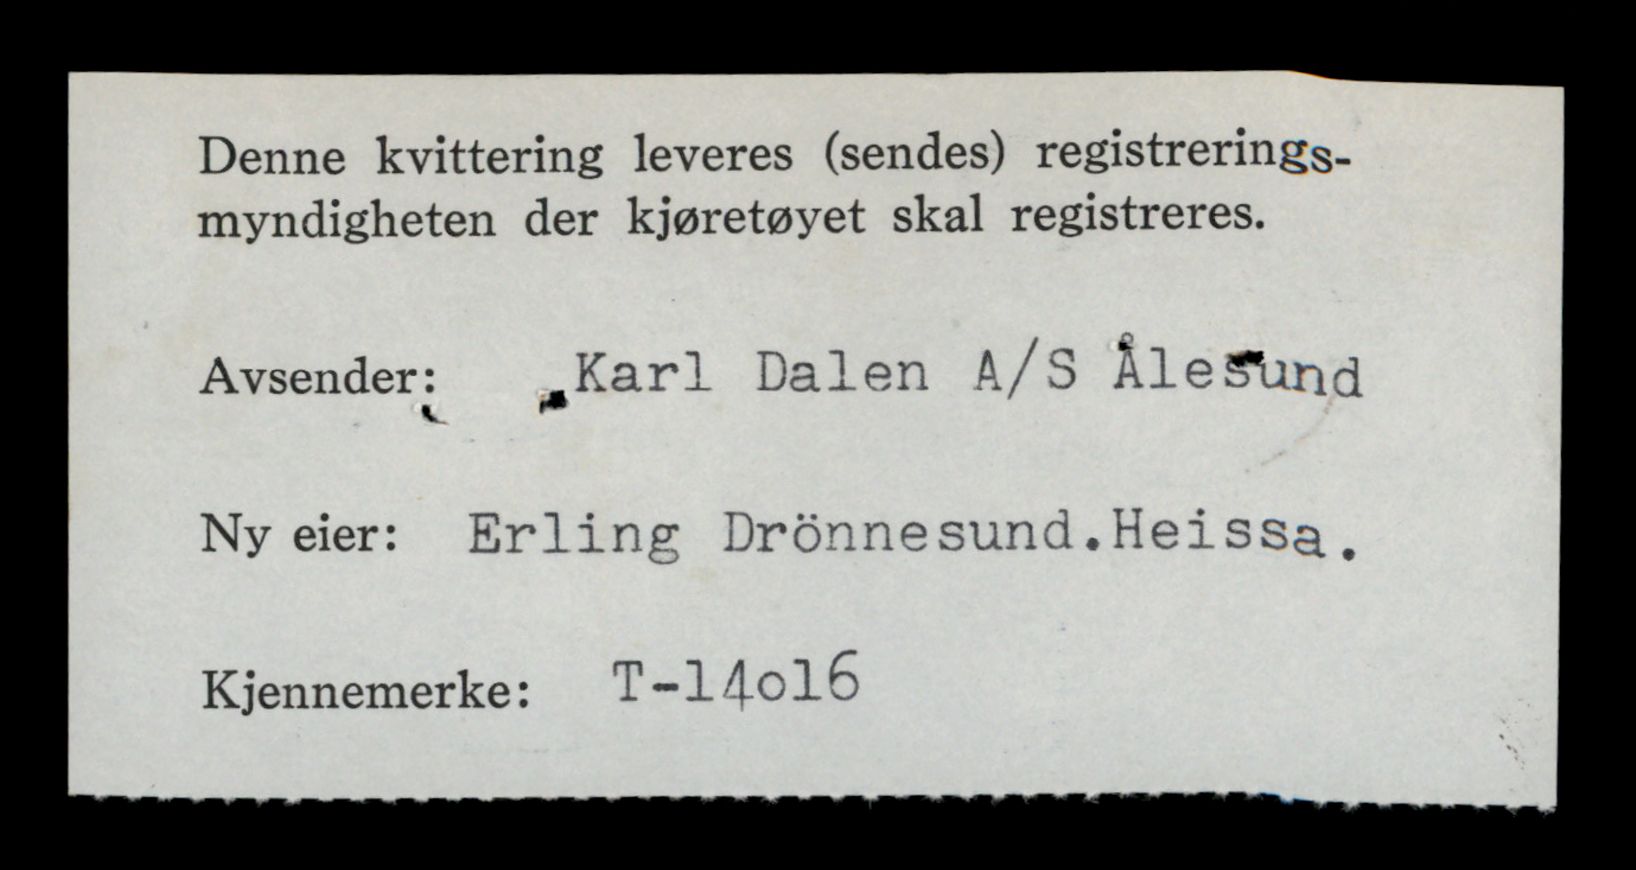 Denne kvittering leveres (sendes) registrerings-
myndigheten der kjøretøyet skal registreres.
Avsender: Karl Dalen A/S Ålesund
Ny eier: Erling Drönnesund.Heissa.
Kjennemerke: T-14o16